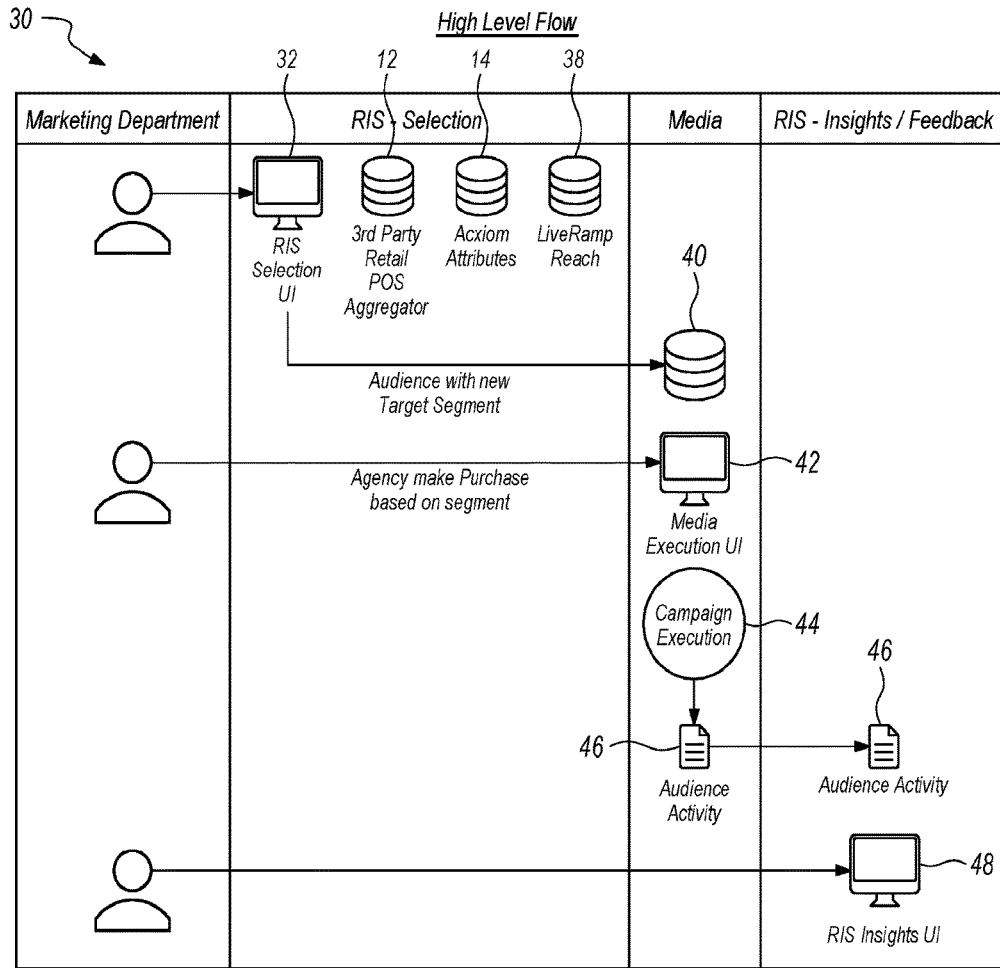 30
High Level Flow
32
12
14
38
Marketing Department
RIS - Selection
Media
RIS - Insights / Feedback
RIS
Selection
UI
3rd Party
Retail
POS
Aggregator
Acxiom
Attributes
LiveRamp
Reach
40
Audience with new
Target Segment
Agency make Purchase
based on segment
42
Media
Execution UI
Campaign
Execution
44
46
46
Audience
Activity
Audience Activity
48
RIS Insights UI